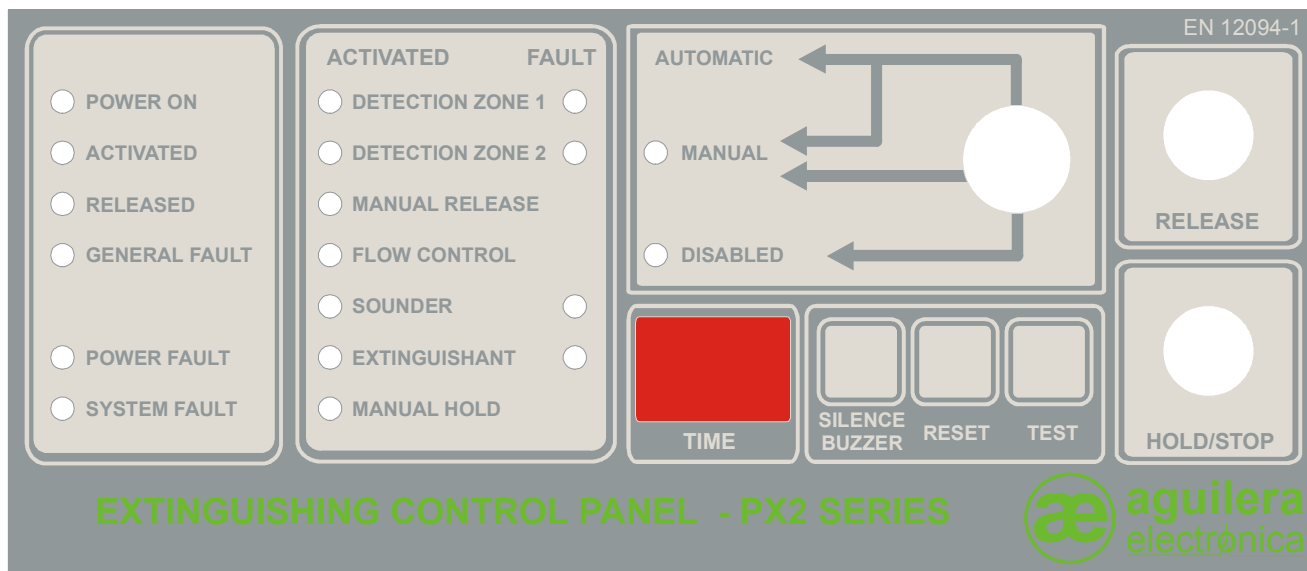 EN 12094-1
POWER ON
ACTIVATED
RELEASED
GENERAL FAULT
POWER FAULT
SYSTEM FAULT
ACTIVATED FAULT
DETECTION ZONE 1
DETECTION ZONE 2
MANUAL RELEASE
FLOW CONTROL
SOUNDER
EXTINGUISHANT
MANUAL HOLD
AUTOMATIC
MANUAL
DISABLED
TIME
SILENCE
BUZZER
RESET
TEST
RELEASE
HOLD/STOP
EXTINGUISHING CONTROL PANEL - PX2 SERIES
æ
aguilera
electrónica